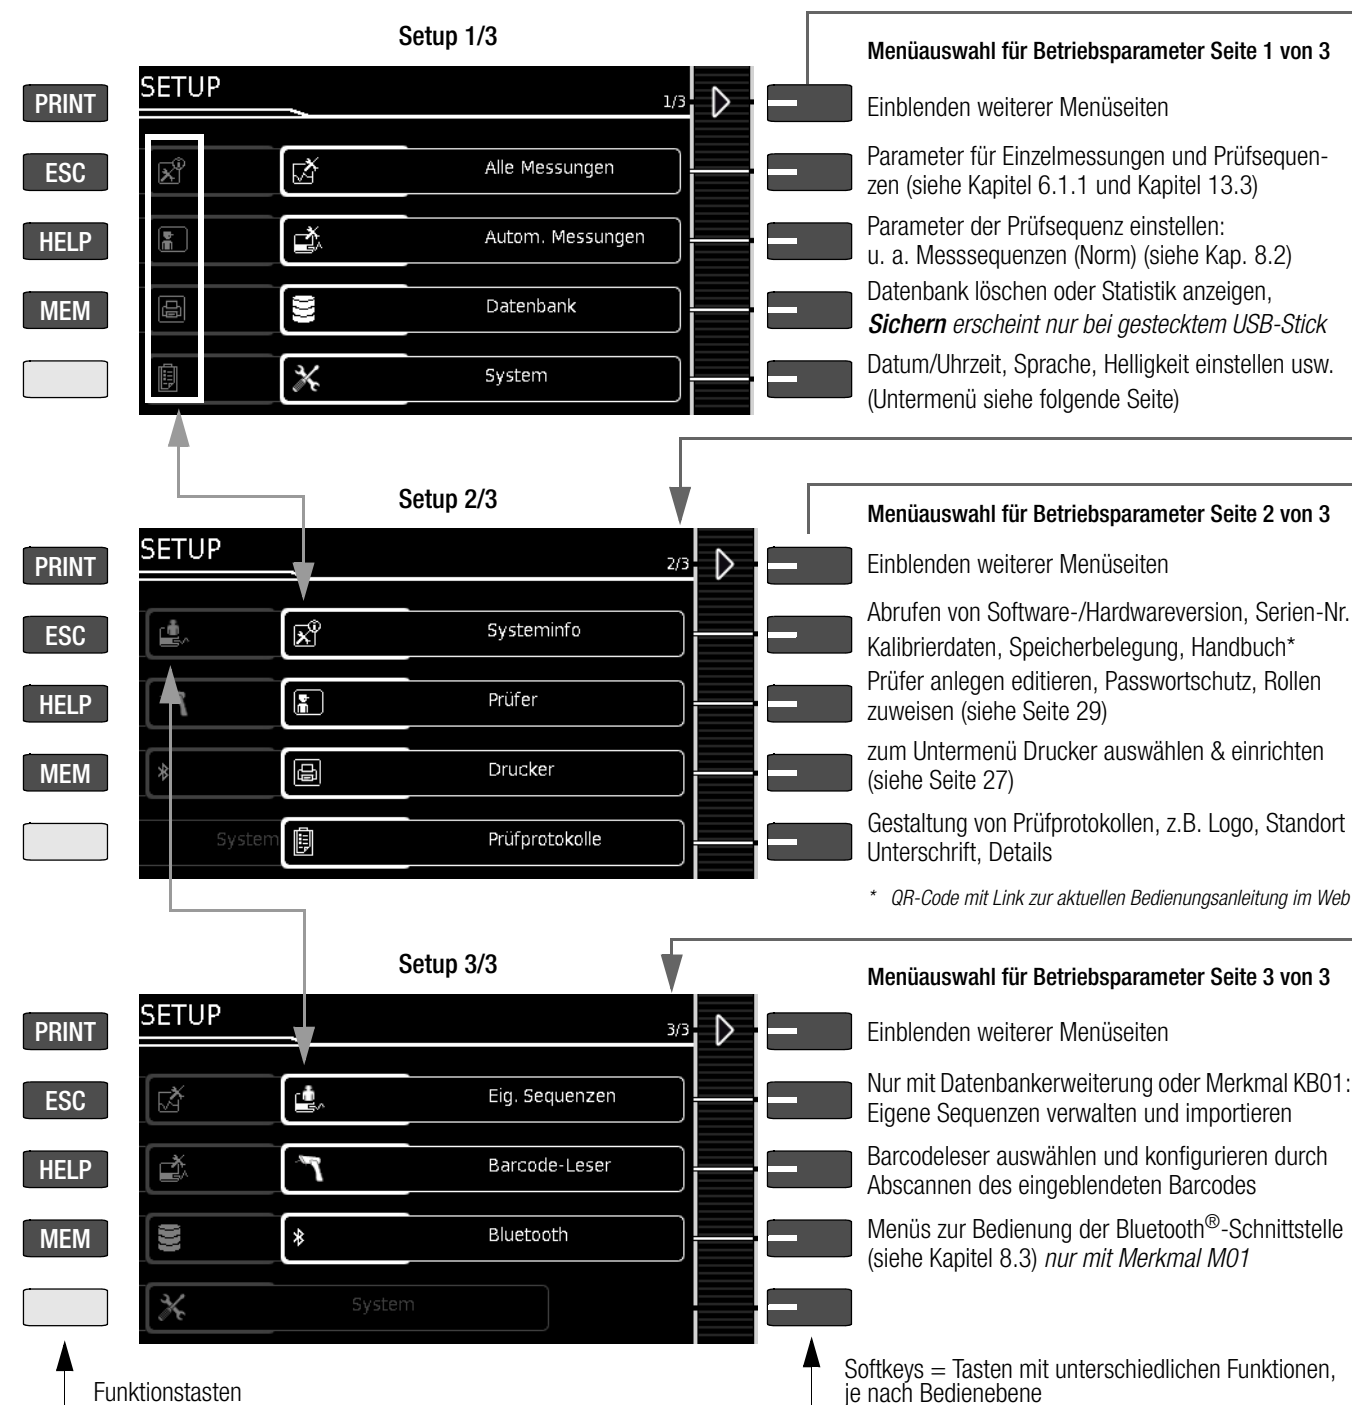 Setup 1/3
Menüauswahl für Betriebsparameter Seite 1 von 3
SETUP
1/3
PRINT
Einblenden weiterer Menüseiten
ESC
Alle Messungen
Parameter für Einzelmessungen und Prüfsequen-
zen (siehe Kapitel 6.1.1 und Kapitel 13.3)
HELP
Autom. Messungen
Parameter der Prüfsequenz einstellen:
u. a. Messsequenzen (Norm) (siehe Kap. 8.2)
MEM
Datenbank
Datenbank löschen oder Statistik anzeigen,
Sichern erscheint nur bei gestecktem USB-Stick
System
Datum/Uhrzeit, Sprache, Helligkeit einstellen usw.
(Untermenü siehe folgende Seite)
Setup 2/3
Menüauswahl für Betriebsparameter Seite 2 von 3
SETUP
2/3
PRINT
Einblenden weiterer Menüseiten
ESC
Systeminfo
Abrufen von Software-/Hardwareversion, Serien-Nr.
Kalibrierdaten, Speicherbelegung, Handbuch*
HELP
Prüfer
Prüfer anlegen editieren, Passwortschutz, Rollen
zuweisen (siehe Seite 29)
MEM
Drucker
zum Untermenü Drucker auswählen & einrichten
(siehe Seite 27)
System
Prüfprotokolle
Gestaltung von Prüfprotokollen, z.B. Logo, Standort
Unterschrift, Details
* QR-Code mit Link zur aktuellen Bedienungsanleitung im Web
Setup 3/3
Menüauswahl für Betriebsparameter Seite 3 von 3
SETUP
3/3
PRINT
Einblenden weiterer Menüseiten
ESC
Eig. Sequenzen
Nur mit Datenbankerweiterung oder Merkmal KB01:
Eigene Sequenzen verwalten und importieren
HELP
Barcode-Leser
Barcodeleser auswählen und konfigurieren durch
Abscannen des eingeblendeten Barcodes
MEM
Bluetooth
Menüs zur Bedienung der Bluetooth®-Schnittstelle
(siehe Kapitel 8.3) nur mit Merkmal M01
System
Funktionstasten
Softkeys = Tasten mit unterschiedlichen Funktionen,
je nach Bedienebene